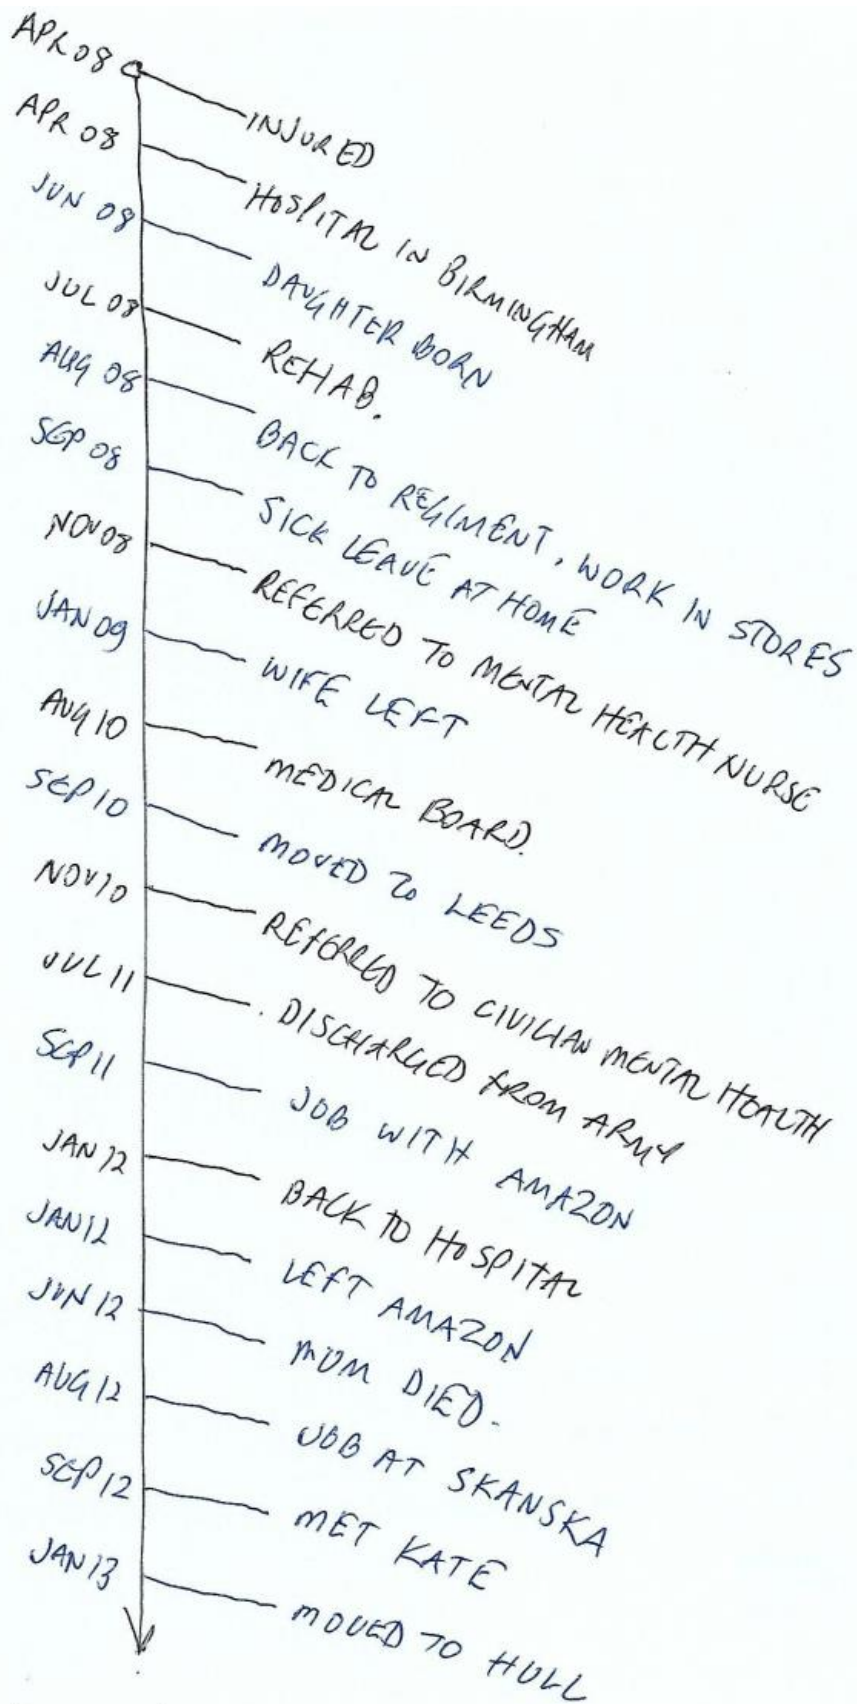 APR 08 INJURED
APR 08 HOSPITAL IN BIRMINGHAM
JUN 08 DAUGHTER BORN
JUL 08 REHAB.
AUG 08 BACK TO REGIMENT, WORK IN STORES
SEP 08 SICK LEAVE AT HOME
NOV 08 REFERRED TO MENTAL HEALTH NURSE
JAN 09 WIFE LEFT
AUG 10 MEDICAL BOARD.
SEP 10 MOVED TO LEEDS
NOV 10 REFERRED TO CIVILIAN MENTAL HEALTH
JUL 11 DISCHARGED FROM ARMY
SEP 11 JOB WITH AMAZON
JAN 12 BACK TO HOSPITAL
JAN 12 LEFT AMAZON
JUN 12 MUM DIED.
AUG 12 JOB AT SKANSKA
SEP 12 MET KATE
JAN 13 MOVED TO HULL